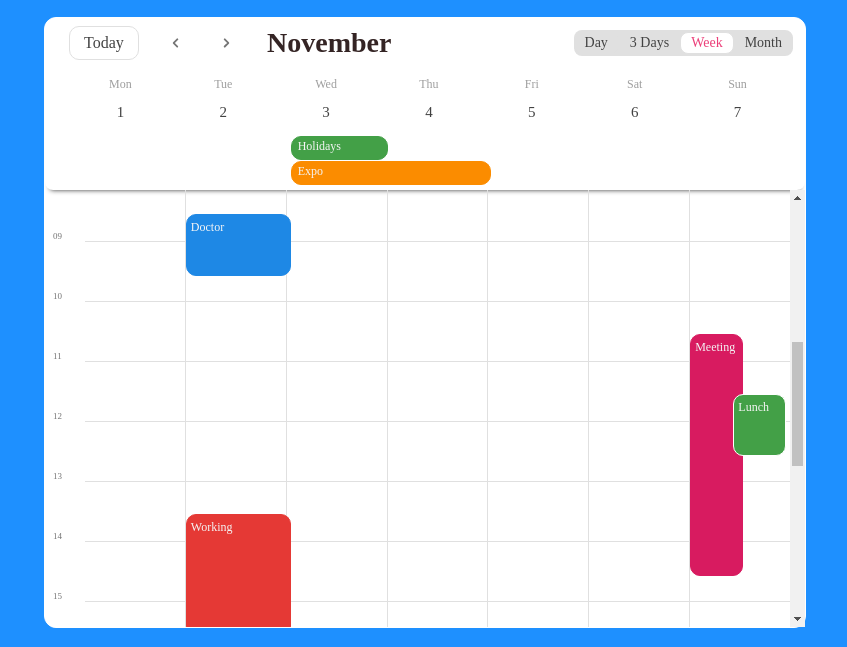 Today November Day 3 Days Week Month
Mon Tue Wed Thu Fri Sat Sun
1 2 3 4 5 6 7
Holidays
Expo
Doctor
09
10
Meeting
11
Lunch
12
13
Working
14
15